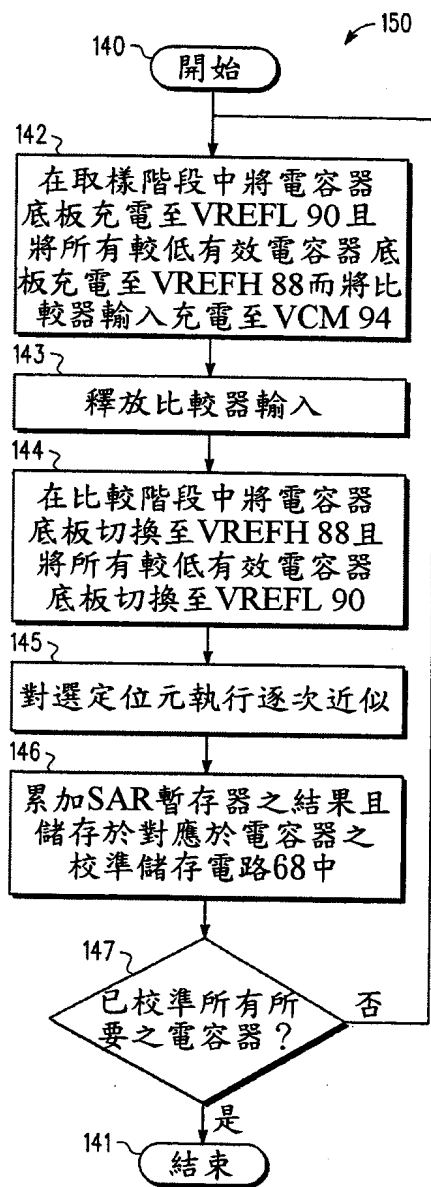 150
140
開始
142
在取樣階段中將電容器
底板充電至VREFL 90且
將所有較低有效電容器底
板充電至VREFH 88而將比
較器輸入充電至VCM 94
143
釋放比較器輸入
144
在比較階段中將電容器
底板切換至VREFH 88且
將所有較低有效電容器
底板切換至VREFL 90
145
對選定位元執行逐次近似
146
累加SAR暫存器之結果且
儲存於對應於電容器之
校準儲存電路68中
147
已校準所有所
要之電容器？
否
是
141
結束